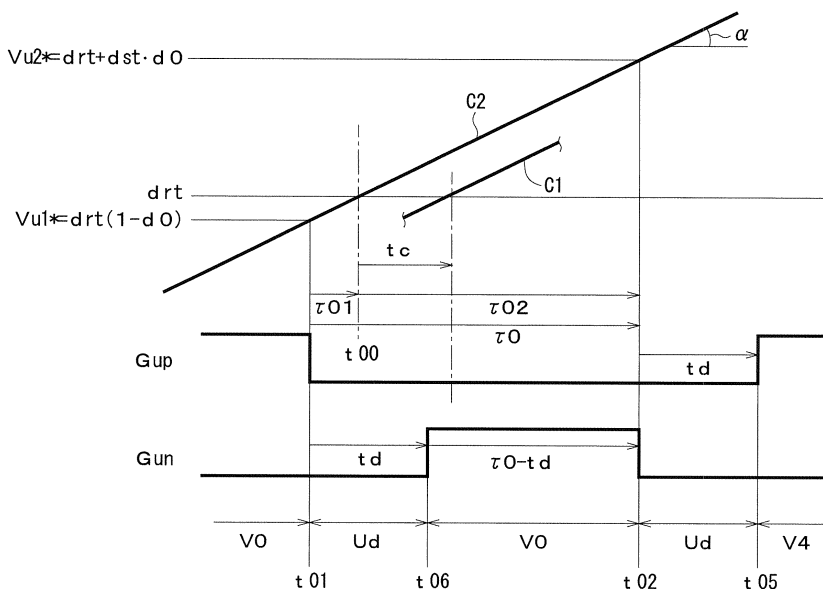 α
Vu2*=drt+dst·d0
C2
drt
C1
Vu1*=drt(1-d0)
tc
τ01
τ02
τ0
t00
Gup
td
Gun
td
τ0-td
V0
Ud
V0
Ud
V4
t01
t06
t02
t05